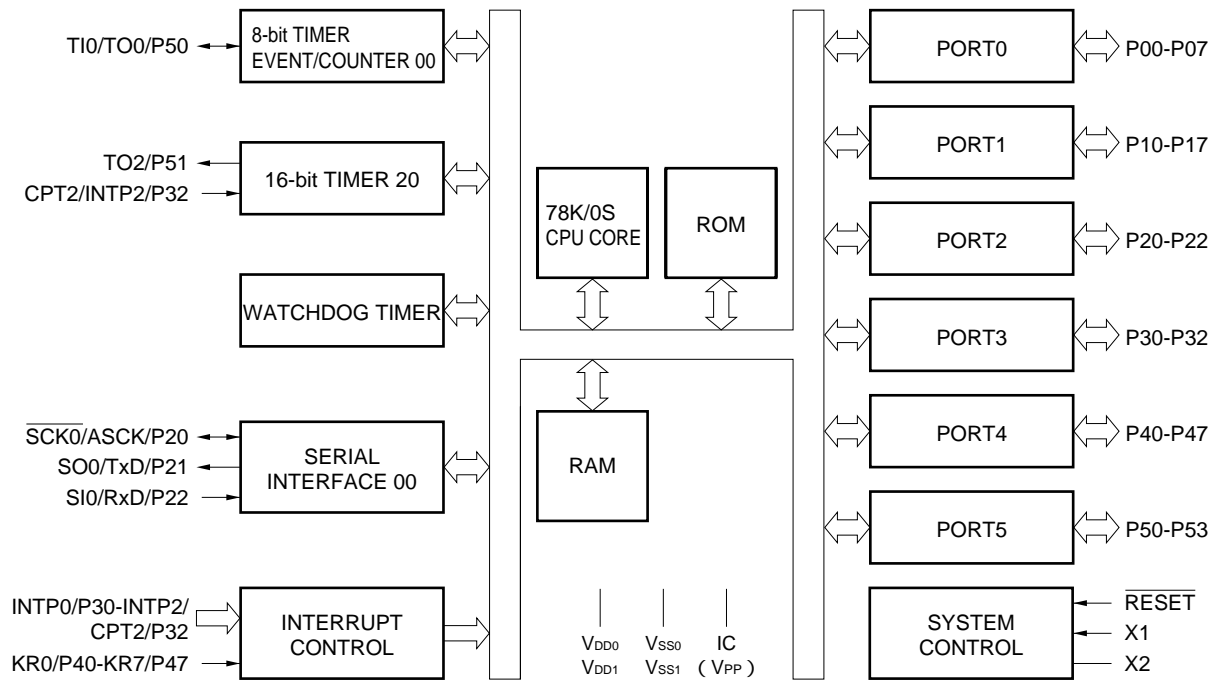 TI0/TO0/P50
8-bit TIMER
EVENT/COUNTER 00
TO2/P51
CPT2/INTP2/P32
16-bit TIMER 20
WATCHDOG TIMER
SCK0/ASCK/P20
SO0/TxD/P21
SI0/RxD/P22
SERIAL
INTERFACE 00
INTP0/P30-INTP2/
CPT2/P32
KR0/P40-KR7/P47
INTERRUPT
CONTROL
78K/0S
CPU CORE
ROM
RAM
VDD0
VDD1
VSS0
VSS1
IC
(VPP)
PORT0
P00-P07
PORT1
P10-P17
PORT2
P20-P22
PORT3
P30-P32
PORT4
P40-P47
PORT5
P50-P53
SYSTEM
CONTROL
RESET
X1
X2